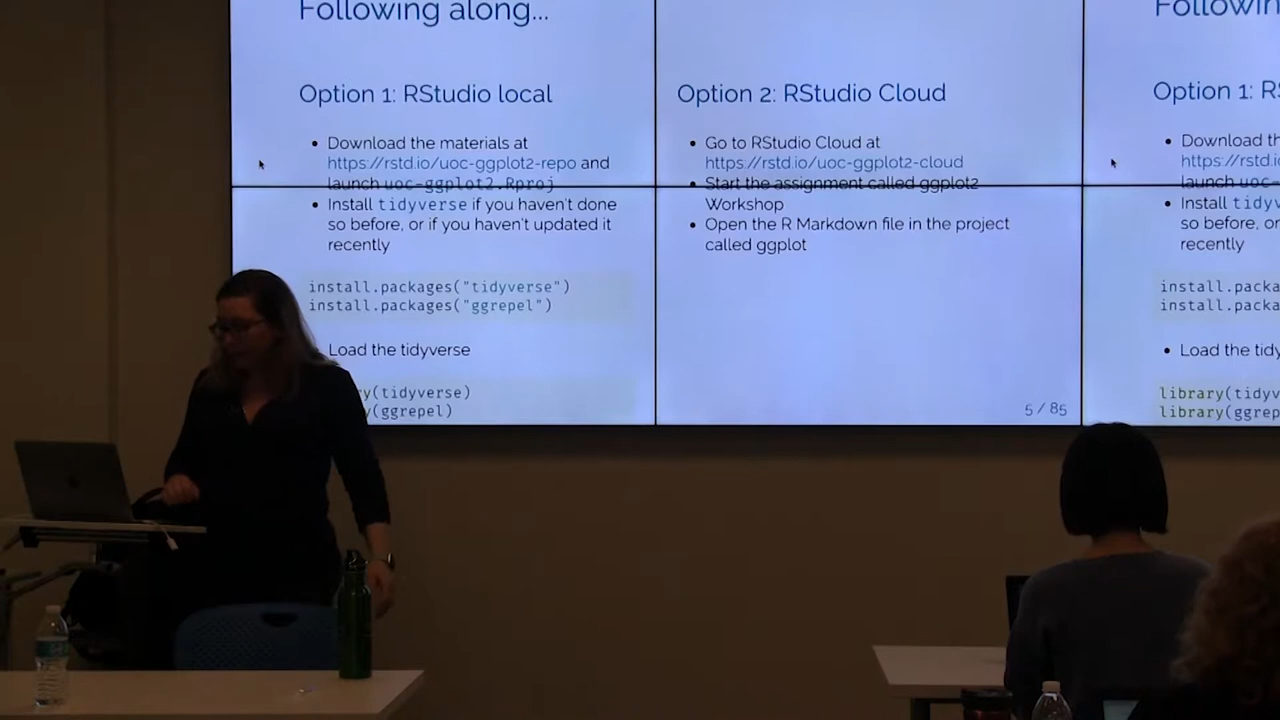 Following along...
Option 1: RStudio local
• Download the materials at
https://rstd.io/uoc-ggplot2-repo and
launch uoc-ggplot2.Rproj
• Install tidyverse if you haven't done
so before, or if you haven't updated it
recently
install.packages("tidyverse")
install.packages("ggrepel")
Load the tidyverse
y(tidyverse)
y(ggrepel)
Option 2: RStudio Cloud
• Go to RStudio Cloud at
https://rstd.io/uoc-ggplot2-cloud
• Start the assignment called ggplot2
Workshop
• Open the R Markdown file in the project
called ggplot
5 / 85
Followin
Option 1: RS
• Download th
https://rstd.i
launch uoc-
• Install tidyv
so before, or
recently
install.packa
install.packa
• Load the tidy
library(tidyv
library(ggrep